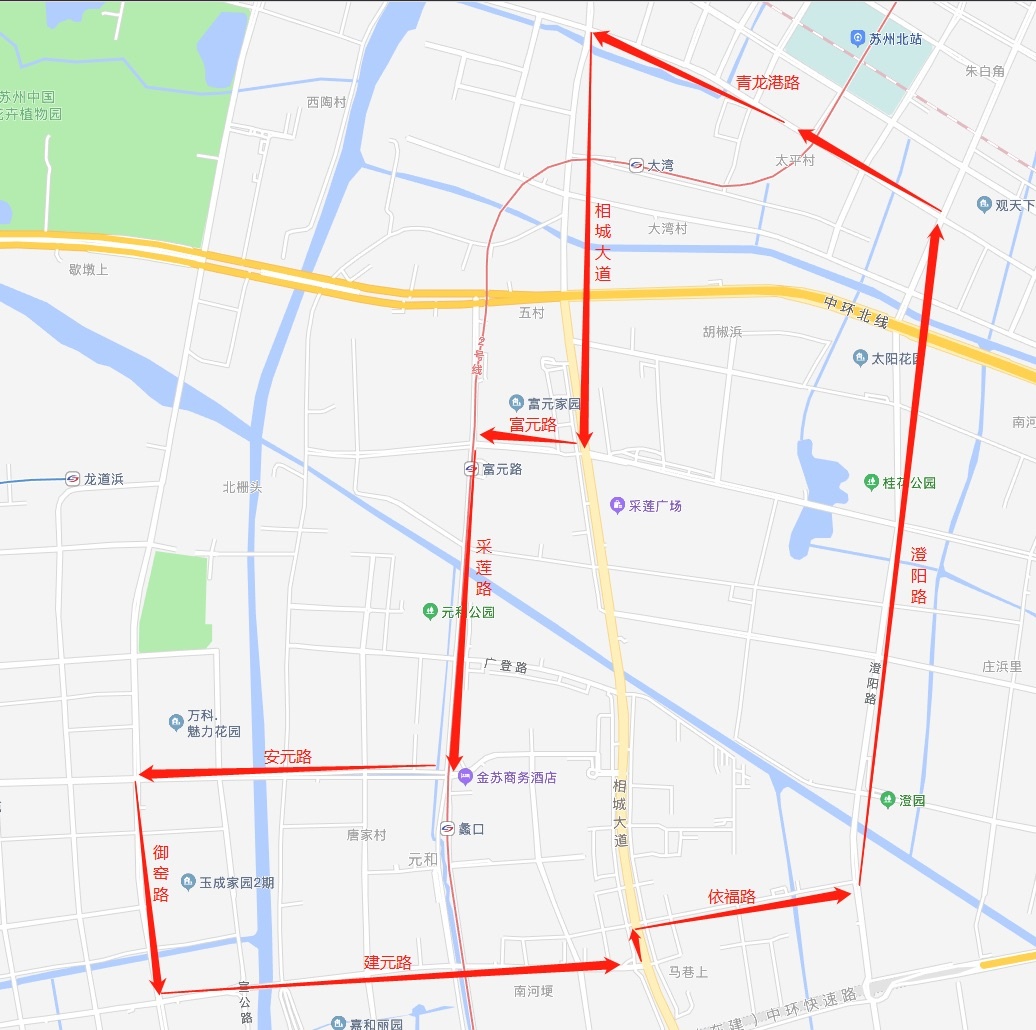 苏州北站
朱白角
青龙港路
苏州中国
花卉植物园
西陶村
太平村
大湾
观天下
相城大道
大湾村
歇墩上
中环北线
五村
胡椒浜
2号线
太阳花园
富元家园
富元路
南河
富元路
龙道浜
北栅头
桂花公园
采莲广场
采莲路
澄阳路
元和公园
广登路
庄浜里
澄阳路
万科.
魅力花园
安元路
金苏商务酒店
相城大道
澄园
蠡口
唐家村
御窑路
元和
玉成家园2期
依福路
建元路
马巷上
南河埂
宣公路
中环快速路
嘉和丽园